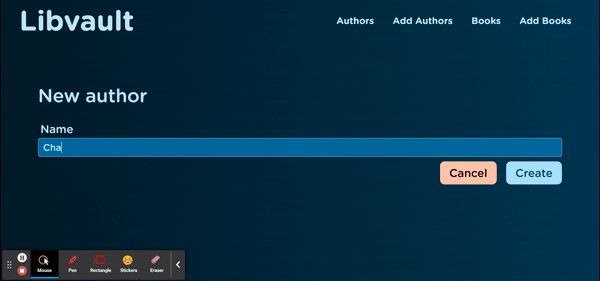 Libvault
Authors Add Authors Books Add Books
New author
Name
Cha
Cancel Create
Mouse Pen Rectangle Stickers Eraser